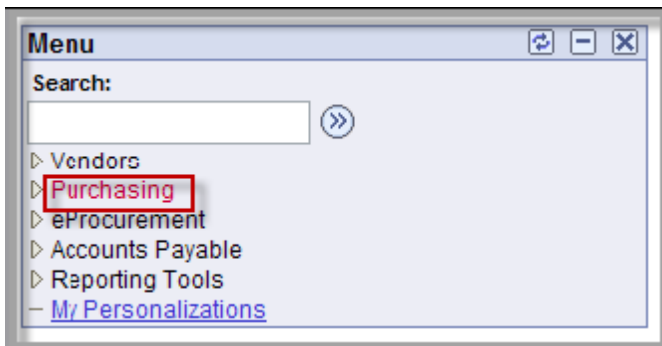 Menu
Search:
Vendors
Purchasing
eProcurement
Accounts Payable
Reporting Tools
My Personalizations